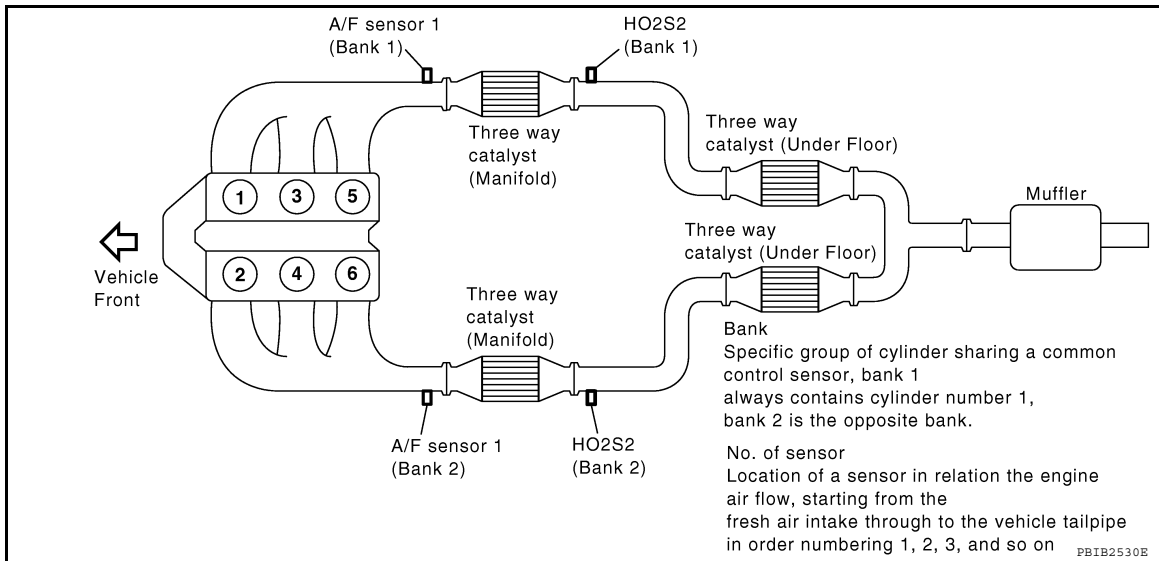 A/F sensor 1
(Bank 1)
HO2S2
(Bank 1)
Three way
catalyst
(Manifold)
Three way
catalyst (Under Floor)
Muffler
1
3
5
2
4
6
Vehicle
Front
Three way
catalyst (Under Floor)
Three way
catalyst
(Manifold)
A/F sensor 1
(Bank 2)
HO2S2
(Bank 2)
Bank
Specific group of cylinder sharing a common
control sensor, bank 1
always contains cylinder number 1,
bank 2 is the opposite bank.
No. of sensor
Location of a sensor in relation the engine
air flow, starting from the
fresh air intake through to the vehicle tailpipe
in order numbering 1, 2, 3, and so on
PBIB2530E